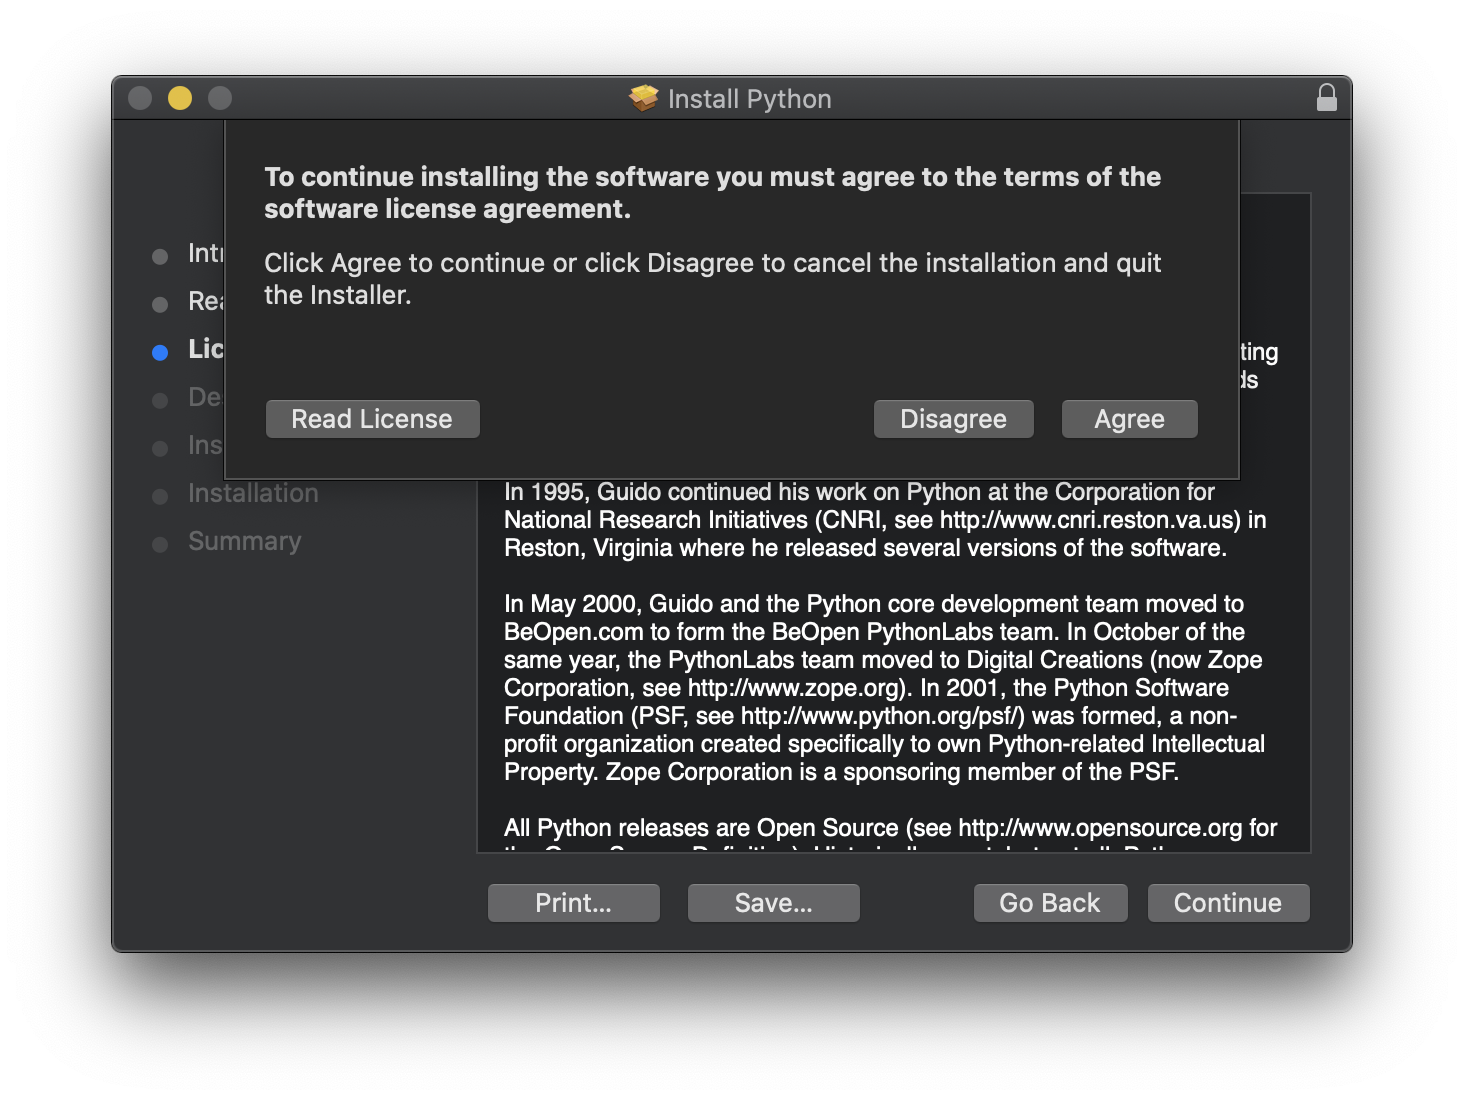 Install Python
To continue installing the software you must agree to the terms of the
software license agreement.
Click Agree to continue or click Disagree to cancel the installation and quit
the Installer.
Read License
Disagree
Agree
Installation
Summary
In 1995, Guido continued his work on Python at the Corporation for
National Research Initiatives (CNRI, see http://www.cnri.reston.va.us) in
Reston, Virginia where he released several versions of the software.
In May 2000, Guido and the Python core development team moved to
BeOpen.com to form the BeOpen PythonLabs team. In October of the
same year, the PythonLabs team moved to Digital Creations (now Zope
Corporation, see http://www.zope.org). In 2001, the Python Software
Foundation (PSF, see http://www.python.org/psf/) was formed, a non-
profit organization created specifically to own Python-related Intellectual
Property. Zope Corporation is a sponsoring member of the PSF.
All Python releases are Open Source (see http://www.opensource.org for
Print...
Save...
Go Back
Continue